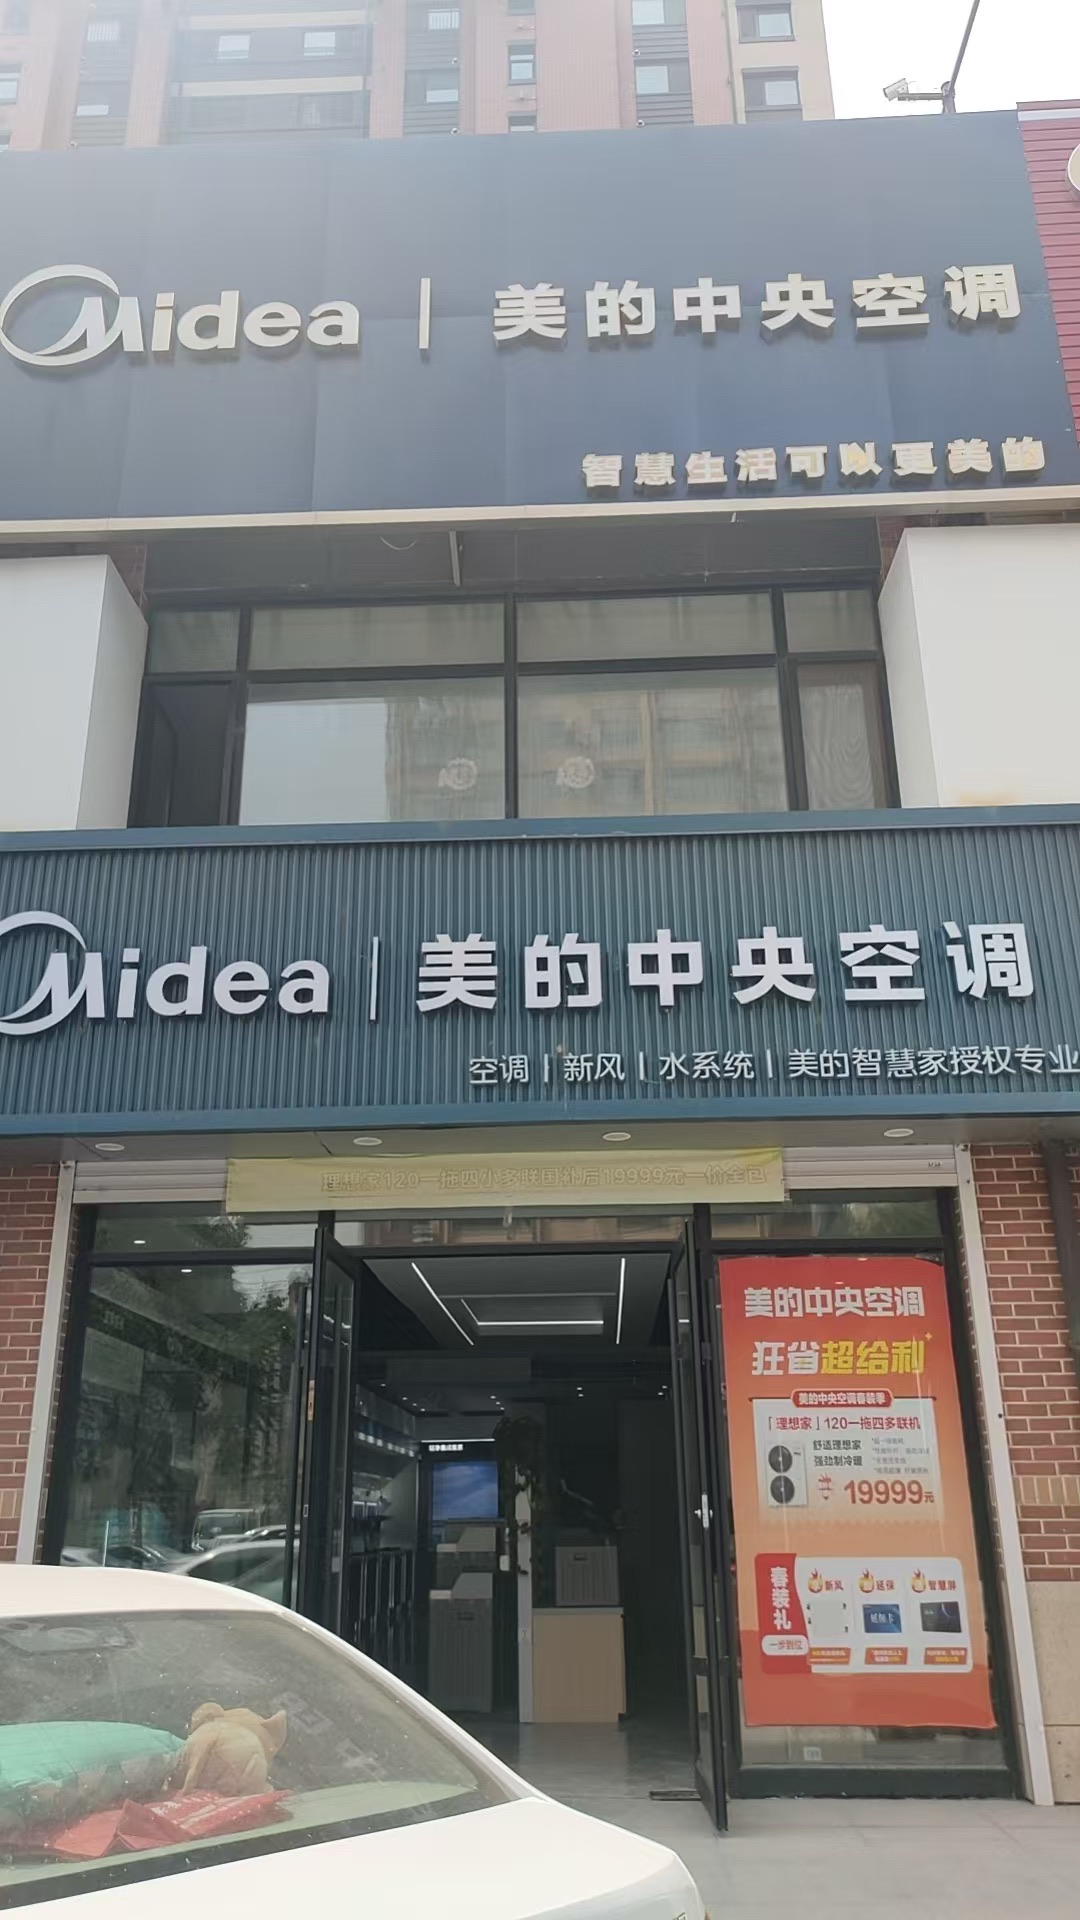 Midea | 美的中央空调
智慧生活可以更美的
Midea | 美的中央空调
空调 | 新风 | 水系统 | 美的智慧家授权专业
理想家120一拖四小多联国补后19999元一价全包
美的中央空调
狂省超给利
美的中央空调春装季
「理想家」120一拖四多联机
舒适理想家
强劲制冷暖
19999元
春装礼
一步到位
新风
延保
智慧屏
延保卡